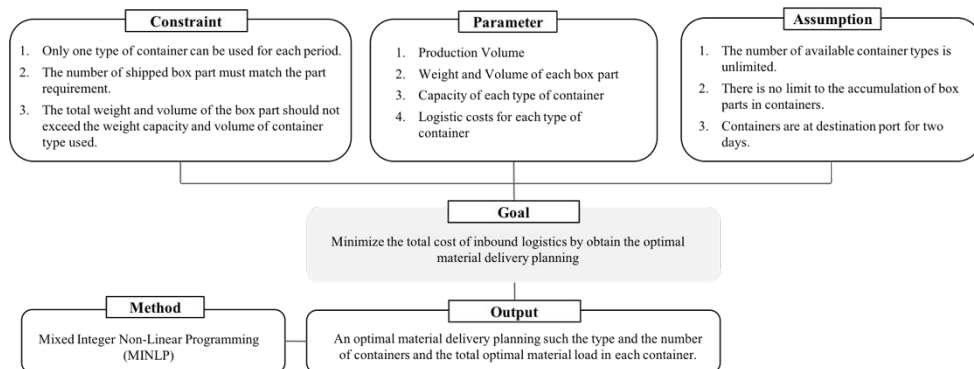 Constraint
1. Only one type of container can be used for each period.
2. The number of shipped box part must match the part
requirement.
3. The total weight and volume of the box part should not
exceed the weight capacity and volume of container
type used.
Parameter
1. Production Volume
2. Weight and Volume of each box part
3. Capacity of each type of container
4. Logistic costs for each type of
container
Assumption
1. The number of available container types is
unlimited.
2. There is no limit to the accumulation of box
parts in containers.
3. Containers are at destination port for two
days.
Goal
Minimize the total cost of inbound logistics by obtain the optimal
material delivery planning
Method
Mixed Integer Non-Linear Programming
(MINLP)
Output
An optimal material delivery planning such the type and the number
of containers and the total optimal material load in each container.